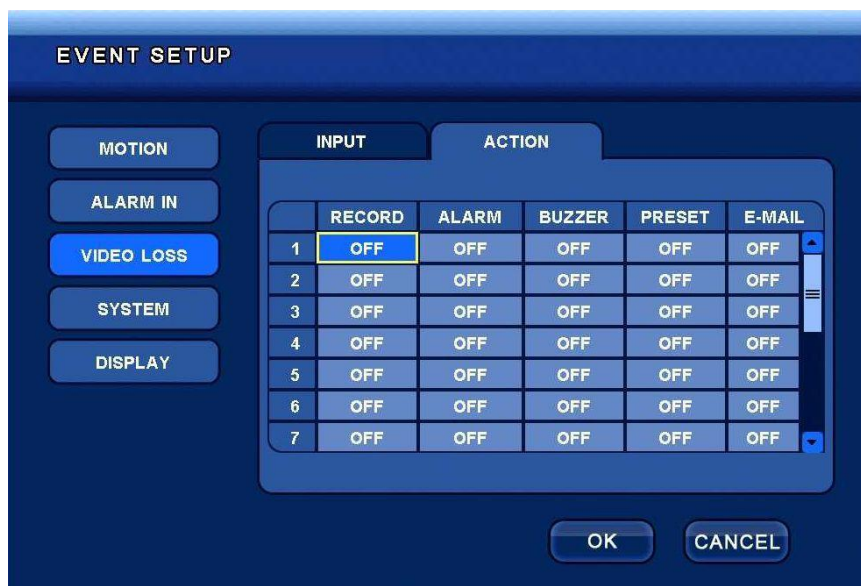 EVENT SETUP
MOTION
ALARM IN
VIDEO LOSS
SYSTEM
DISPLAY
INPUT ACTION
RECORD ALARM BUZZER PRESET E-MAIL
1 OFF OFF OFF OFF OFF
2 OFF OFF OFF OFF OFF
3 OFF OFF OFF OFF OFF
4 OFF OFF OFF OFF OFF
5 OFF OFF OFF OFF OFF
6 OFF OFF OFF OFF OFF
7 OFF OFF OFF OFF OFF
OK CANCEL